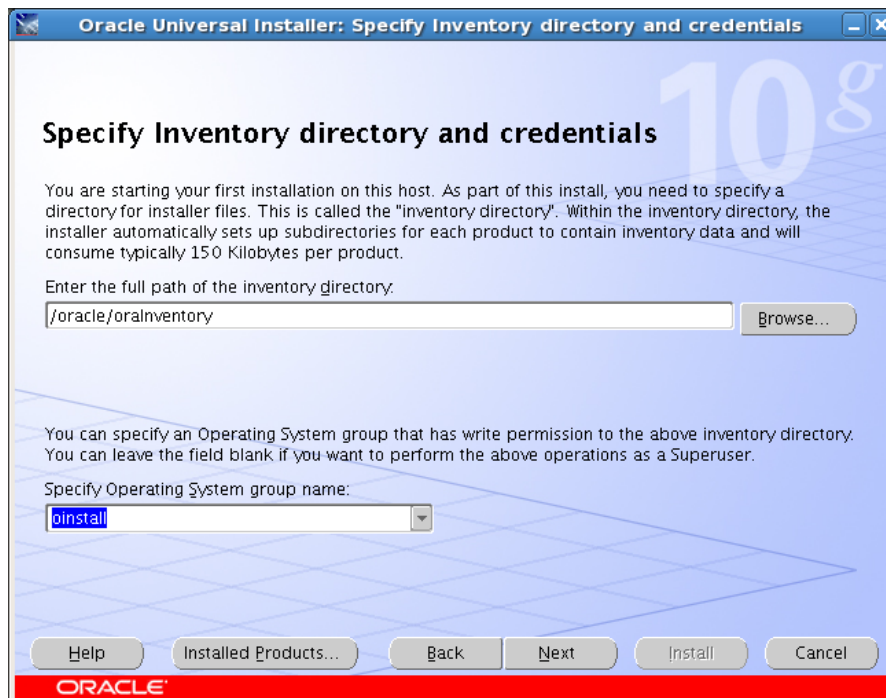 Oracle Universal Installer: Specify Inventory directory and credentials
10g
Specify Inventory directory and credentials
You are starting your first installation on this host. As part of this install, you need to specify a
directory for installer files. This is called the "inventory directory". Within the inventory directory, the
installer automatically sets up subdirectories for each product to contain inventory data and will
consume typically 150 Kilobytes per product.
Enter the full path of the inventory directory:
/oracle/oraInventory
Browse...
You can specify an Operating System group that has write permission to the above inventory directory.
You can leave the field blank if you want to perform the above operations as a Superuser.
Specify Operating System group name:
oinstall
Help
Installed Products...
Back
Next
Install
Cancel
ORACLE